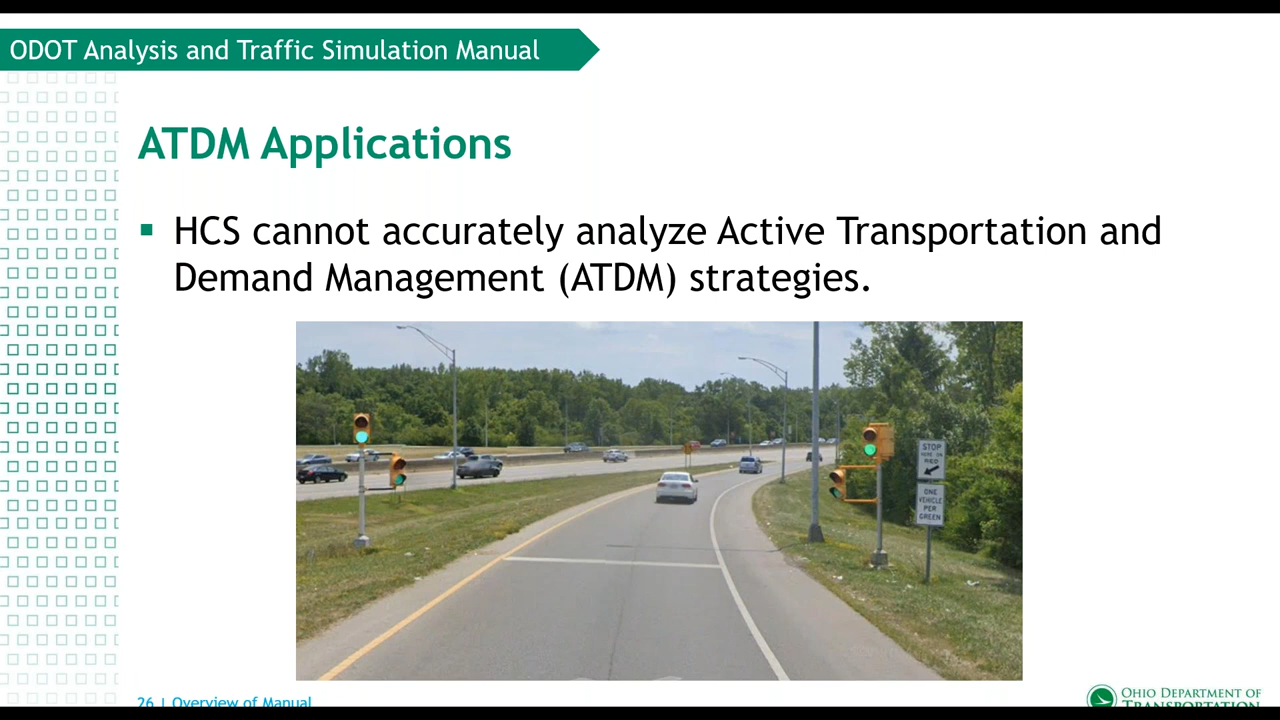 ODOT Analysis and Traffic Simulation Manual
ATDM Applications
HCS cannot accurately analyze Active Transportation and
Demand Management (ATDM) strategies.
STOP
HERE ON
RED
ONE
VEHICLE
PER
GREEN
26 | Overview of Manual
OHIO DEPARTMENT OF
TRANSPORTATION